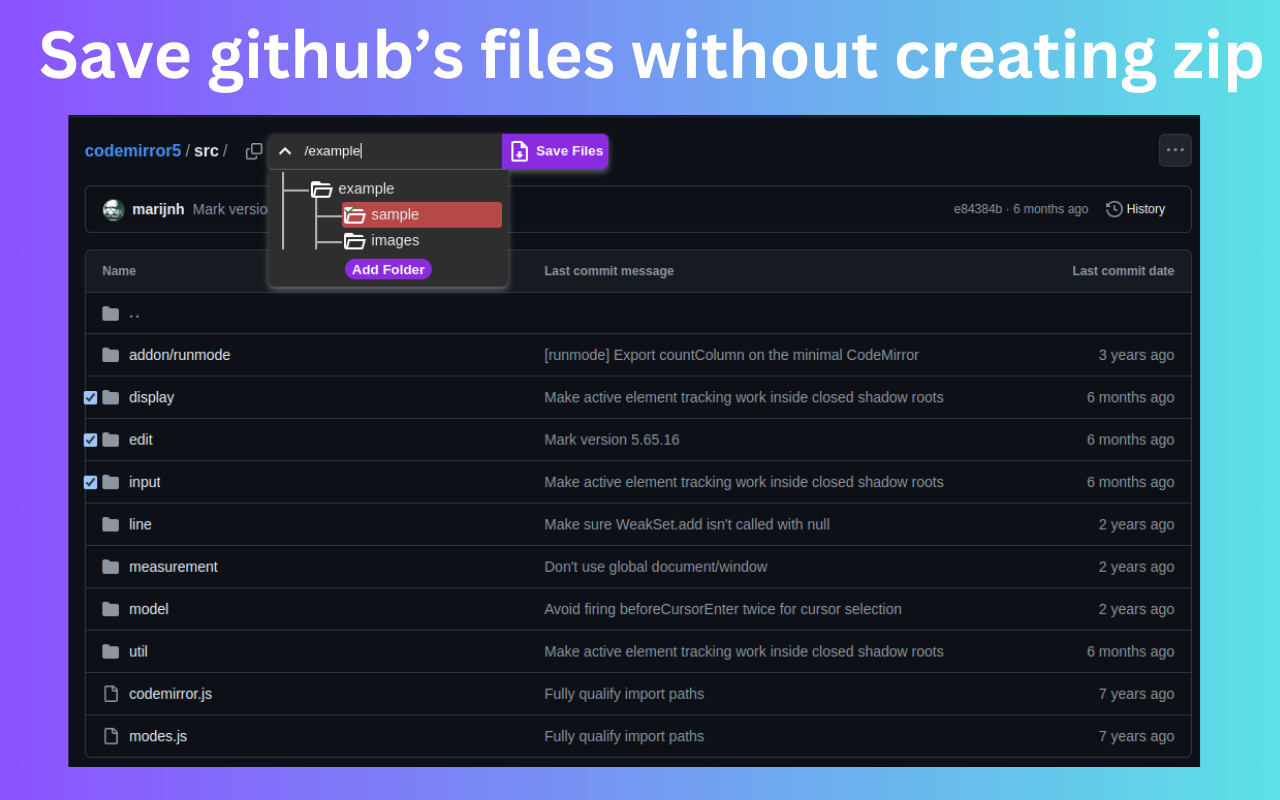 Save github’s files without creating zip
codemirror5 / src / /example Save Files
example
marijnh Mark versio e84384b · 6 months ago History
sample
images
Add Folder
Name Last commit message Last commit date
..
addon/runmode [runmode] Export countColumn on the minimal CodeMirror 3 years ago
display Make active element tracking work inside closed shadow roots 6 months ago
edit Mark version 5.65.16 6 months ago
input Make active element tracking work inside closed shadow roots 6 months ago
line Make sure WeakSet.add isn't called with null 2 years ago
measurement Don't use global document/window 2 years ago
model Avoid firing beforeCursorEnter twice for cursor selection 2 years ago
util Make active element tracking work inside closed shadow roots 6 months ago
codemirror.js Fully qualify import paths 7 years ago
modes.js Fully qualify import paths 7 years ago